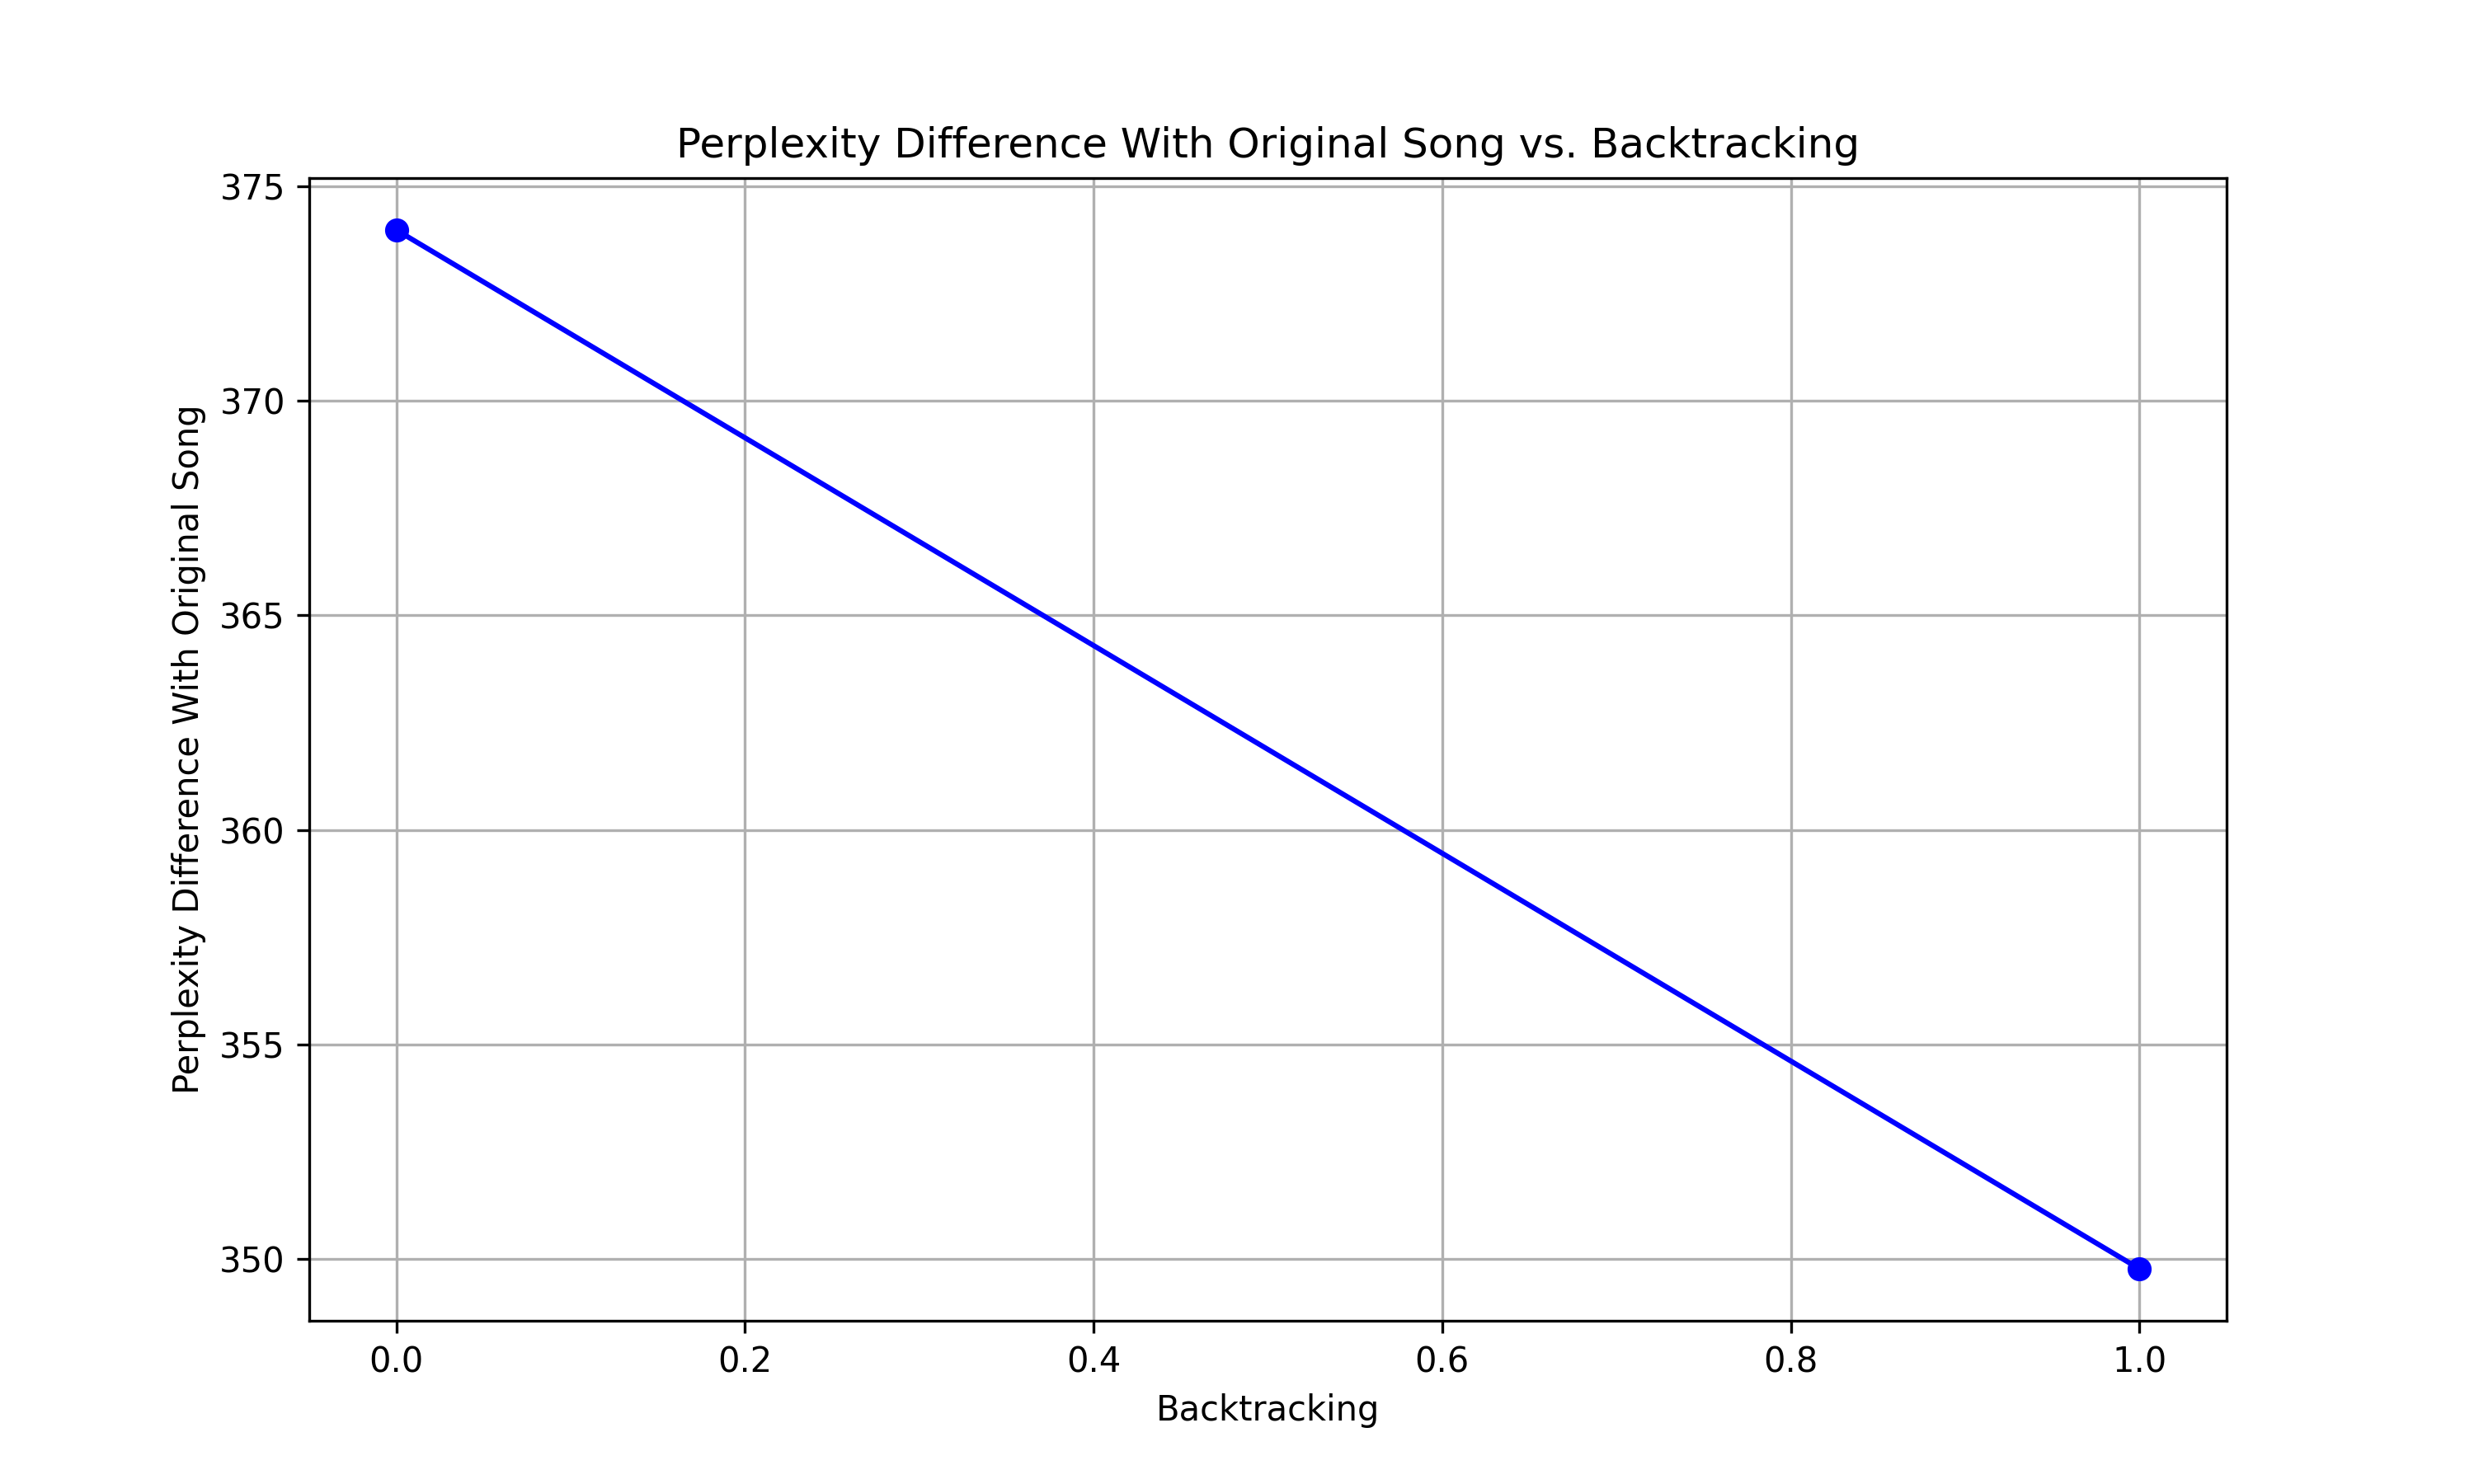 Perplexity Difference With Original Song vs. Backtracking
Perplexity Difference With Original Song
375
370
365
360
355
350
0.0 0.2 0.4 0.6 0.8 1.0
Backtracking